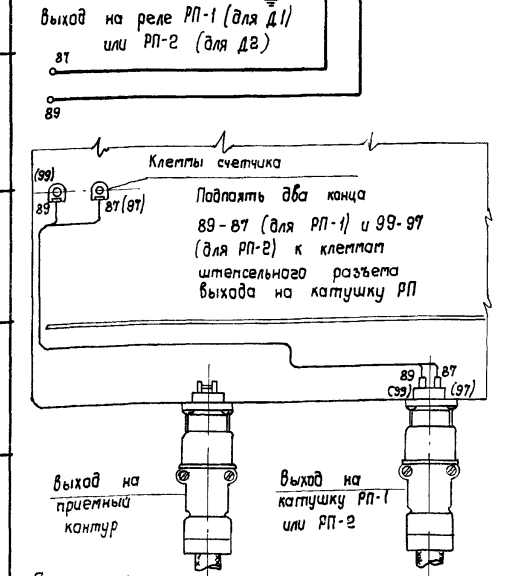 Выход на реле РП-1 (для Д1)
или РП-2 (для Д2)
87
89
Клеммы счетчика
(99)
89
87(97)
Подпаять два конца
89-87 (для РП-1) и 99-97
(для РП-2) к клеммам
штепсельного разъема
выхода на катушку РП
89
87
(99)
(97)
Выход на
приемный
контур
Выход на
катушку РП-1
или РП-2